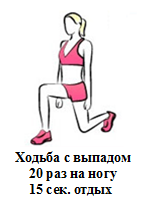 Ходьба с выпадом
20 раз на ногу
15 сек. отдых